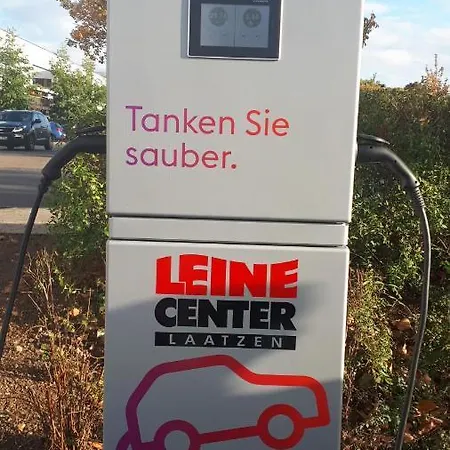 Tanken Sie
sauber.
LEINE
CENTER
LAATZEN